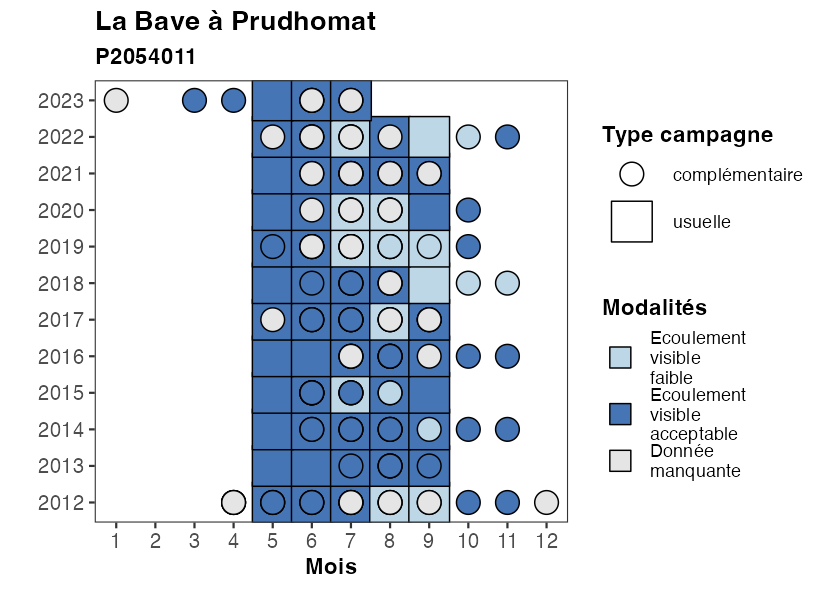 La Bave à Prudhomat
P2054011
2023
2022
2021
2020
2019
2018
2017
2016
2015
2014
2013
2012
1 2 3 4 5 6 7 8 9 10 11 12
Mois
Type campagne
complémentaire
usuelle
Modalités
Ecoulement
visible
faible
Ecoulement
visible
acceptable
Donnée
manquante